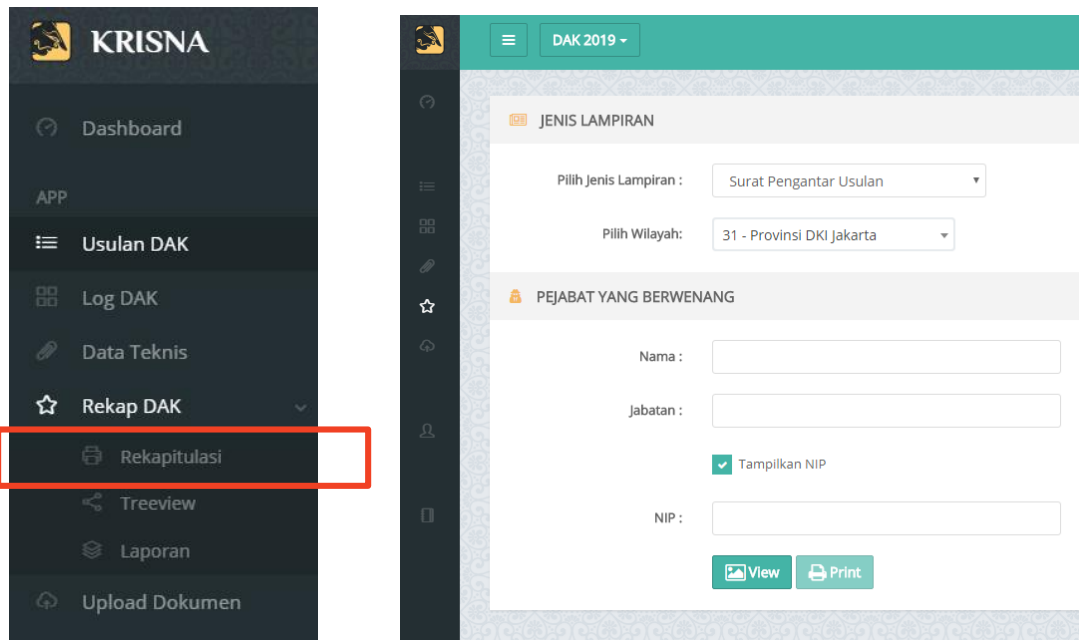 KRISNA
Dashboard
APP
Usulan DAK
Log DAK
Data Teknis
Rekap DAK
Rekapitulasi
Treeview
Laporan
Upload Dokumen
DAK 2019
JENIS LAMPIRAN
Pilih Jenis Lampiran : Surat Pengantar Usulan
Pilih Wilayah: 31 - Provinsi DKI Jakarta
PEJABAT YANG BERWENANG
Nama :
Jabatan :
Tampilkan NIP
NIP :
View Print